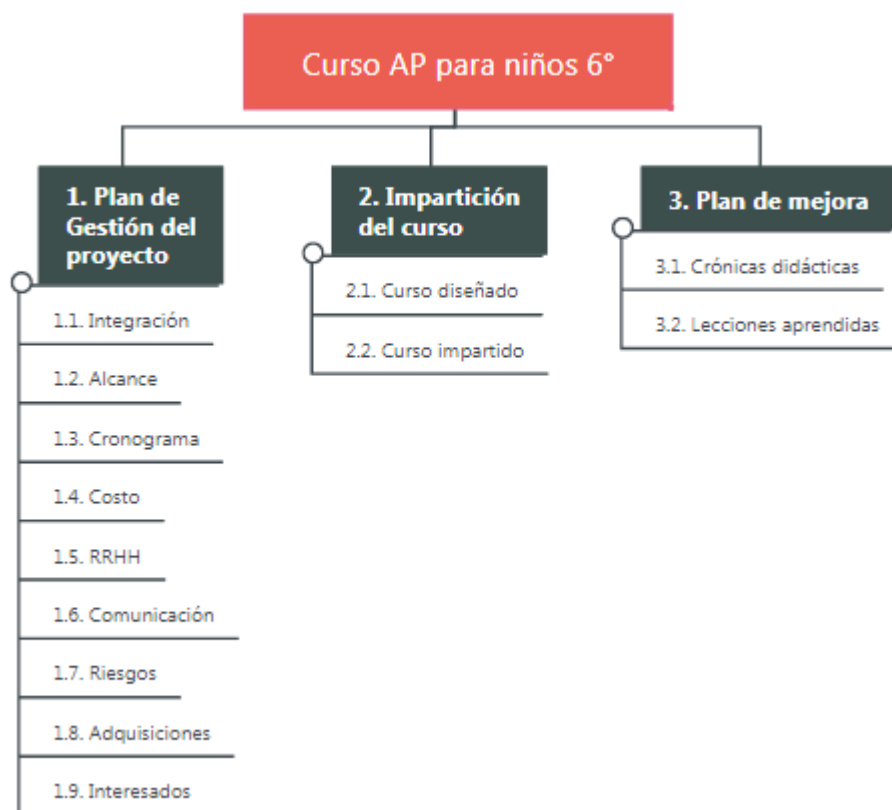 Curso AP para niños 6°
1. Plan de
Gestión del
proyecto
1.1. Integración
1.2. Alcance
1.3. Cronograma
1.4. Costo
1.5. RRHH
1.6. Comunicación
1.7. Riesgos
1.8. Adquisiciones
1.9. Interesados
2. Impartición
del curso
2.1. Curso diseñado
2.2. Curso impartido
3. Plan de mejora
3.1. Crónicas didácticas
3.2. Lecciones aprendidas